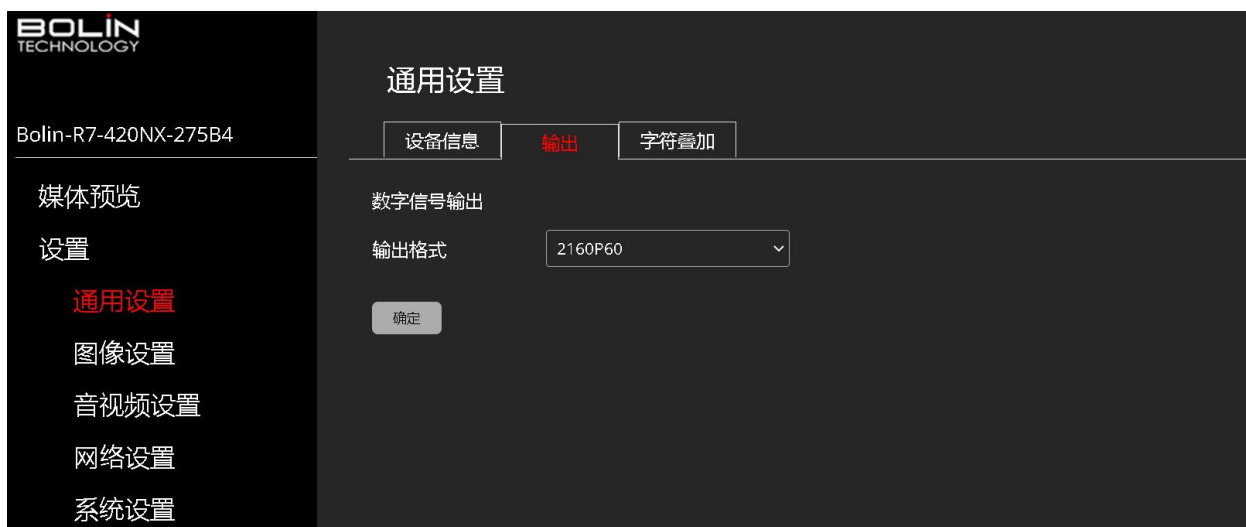 BOLIN
TECHNOLOGY
Bolin-R7-420NX-275B4
媒体预览
设置
通用设置
图像设置
音视频设置
网络设置
系统设置
通用设置
设备信息 输出 字符叠加
数字信号输出
输出格式 2160P60
确定